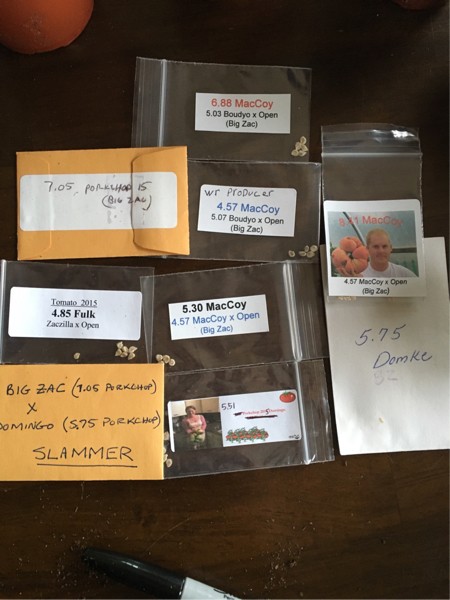 6.88 MacCoy
5.03 Boudyo x Open
(Big Zac)
7.05 PORKCHOP 15
(BIG ZAC)
wr Producer
4.57 MacCoy
5.07 Boudyo x Open
(Big Zac)
MacCoy
4.57 MacCoy x Open
(Big Zac)
Tomato 2015
4.85 Fulk
Zaczilla x Open
5.30 MacCoy
4.57 MacCoy x Open
(Big Zac)
5.75
Domke
BIG ZAC (7.05 PORKCHOP)
X
DOMINGO (5.75 PORKCHOP)
SLAMMER
5.51